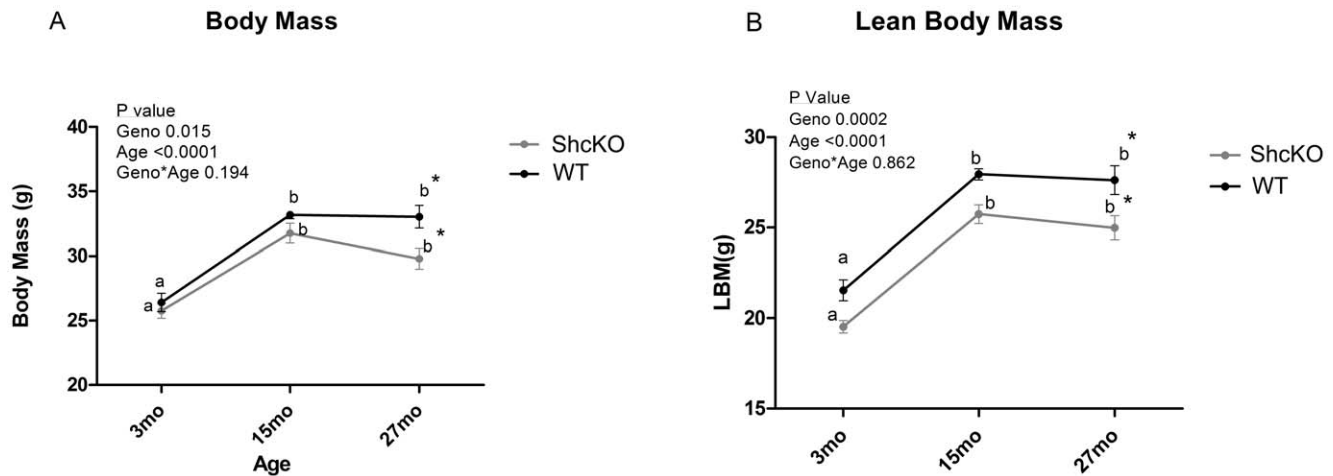 A
Body Mass
P value
Geno 0.015
Age <0.0001
Geno*Age 0.194
ShcKO
WT
Body Mass (g)
40
35
30
25
20
a
a
b
b
b
*
b
*
3mo
15mo
27mo
Age
B
Lean Body Mass
P Value
Geno 0.0002
Age <0.0001
Geno*Age 0.862
ShcKO
WT
LBM(g)
30
25
20
15
a
a
b
b
b
*
b
*
3mo
15mo
27mo